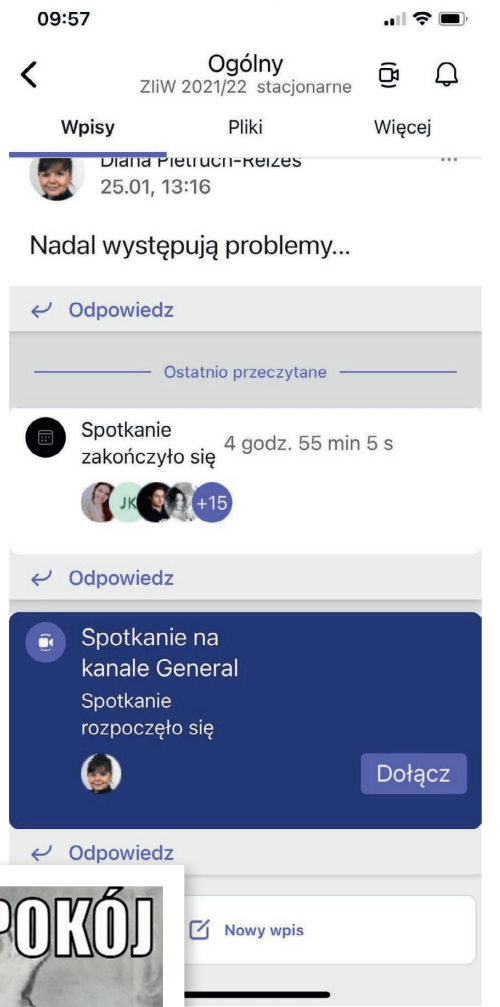 09:57
Ogólny
ZliW 2021/22 stacjonarne
Wpisy Pliki Więcej
Diana Pietruch-Reizes
25.01, 13:16
Nadal występują problemy...
Odpowiedz
Ostatnio przeczytane
Spotkanie
zakończyło się
4 godz. 55 min 5 s
JK
+15
Odpowiedz
Spotkanie na
kanale General
Spotkanie
rozpoczęło się
Dołącz
Odpowiedz
Nowy wpis